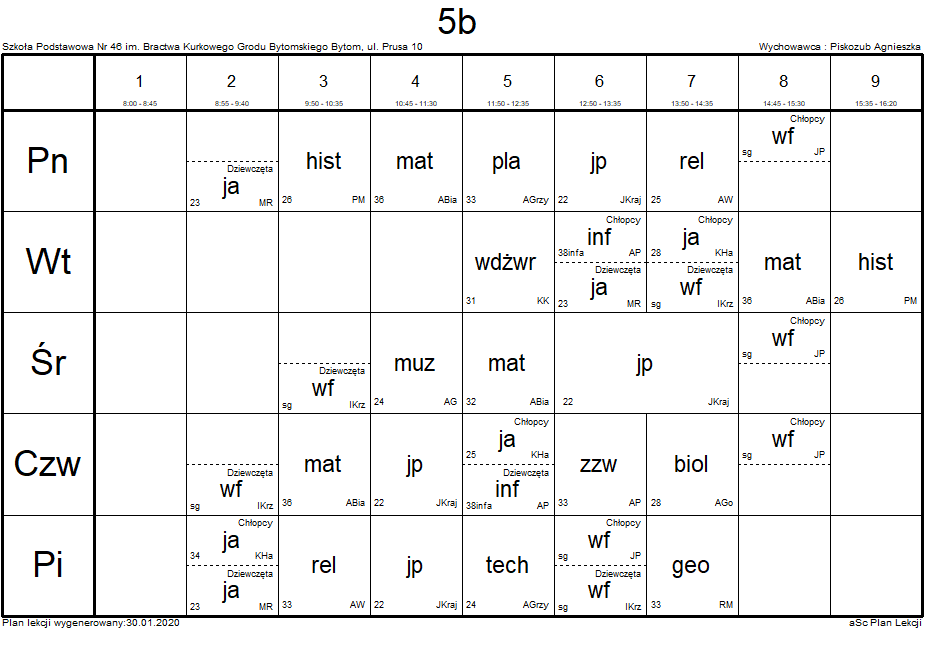 5b
Szkoła Podstawowa Nr 46 im. Bractwa Kurkowego Grodu Bytomskiego Bytom, ul. Prusa 10 Wychowawca : Piskozub Agnieszka
1 2 3 4 5 6 7 8 9
8:00 - 8:45 8:55 - 9:40 9:50 - 10:35 10:45 - 11:30 11:50 - 12:35 12:50 - 13:35 13:50 - 14:35 14:45 - 15:30 15:35 - 16:20
Pn
Dziewczęta
ja
23 MR
hist
26 PM
mat
36 ABia
pla
33 AGrzy
jp
22 JKraj
rel
25 AW
Chłopcy
wf
sg JP
Wt
wdżwr
31 KK
Chłopcy
inf
38infa AP
Dziewczęta
ja
23 MR
Chłopcy
ja
28 KHa
Dziewczęta
wf
sg IKrz
mat
36 ABia
hist
26 PM
Śr
Dziewczęta
wf
sg IKrz
muz
24 AG
mat
32 ABia
jp
22 JKraj
Chłopcy
wf
sg JP
Czw
Dziewczęta
wf
sg IKrz
mat
36 ABia
jp
22 JKraj
Chłopcy
ja
25 KHa
Dziewczęta
inf
38infa AP
zzw
33 AP
biol
28 AGo
Chłopcy
wf
sg JP
Pi
Chłopcy
ja
34 KHa
Dziewczęta
ja
23 MR
rel
33 AW
jp
22 JKraj
tech
24 AGrzy
Chłopcy
wf
sg JP
Dziewczęta
wf
sg IKrz
geo
33 RM
Plan lekcji wygenerowany:30.01.2020 aSc Plan Lekcji